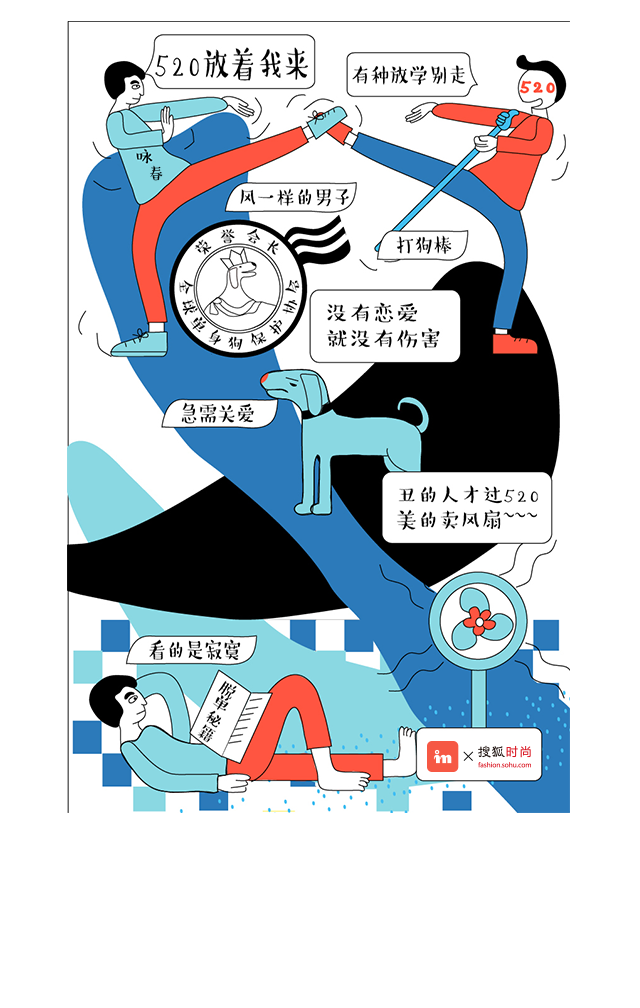 520放着我来
有种放学别走
520
咏春
风一样的男子
荣誉会长
全球单身狗保护协会
打狗棒
没有恋爱
就没有伤害
急需关爱
丑的人才过520
美的卖风扇~~~
看的是寂寞
脱单秘籍
in × 搜狐时尚
fashion.sohu.com